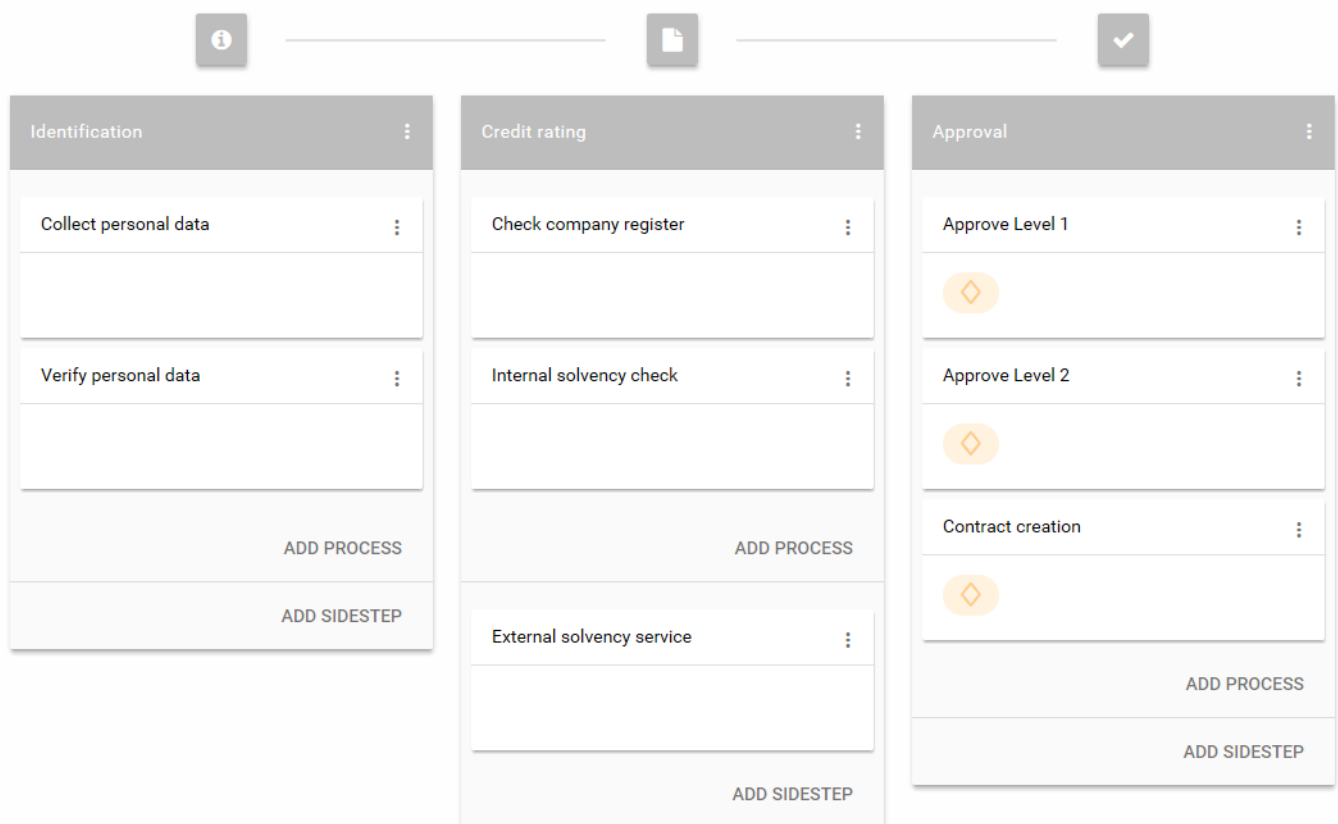 Identification
Collect personal data
Verify personal data
ADD PROCESS
ADD SIDESTEP
Credit rating
Check company register
Internal solvency check
ADD PROCESS
External solvency service
ADD SIDESTEP
Approval
Approve Level 1
Approve Level 2
Contract creation
ADD PROCESS
ADD SIDESTEP